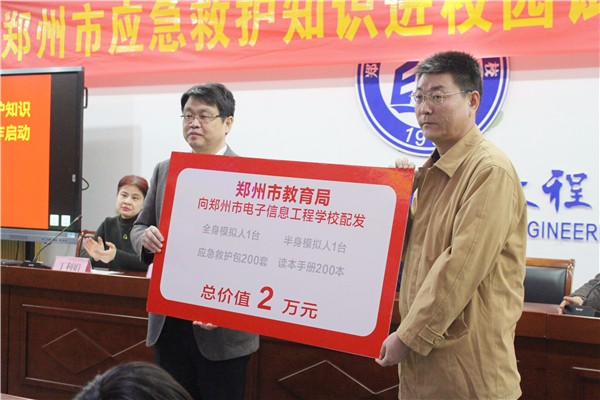 郑州市应急救护知识进校园试
护知识
作启动
19
工程
NGINEER
郑州市教育局
向郑州市电子信息工程学校配发
全身模拟人1台 半身模拟人1台
应急救护包200套 读本手册200本
总价值 2 万元